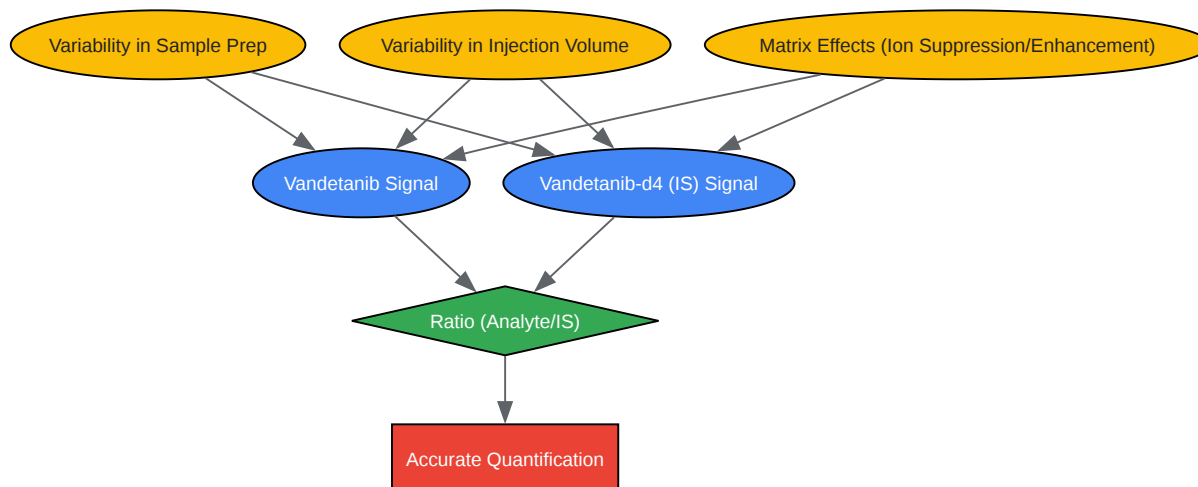 Variability in Sample Prep
Variability in Injection Volume
Matrix Effects (Ion Suppression/Enhancement)
Vandetanib Signal
Vandetanib-d4 (IS) Signal
Ratio (Analyte/IS)
Accurate Quantification